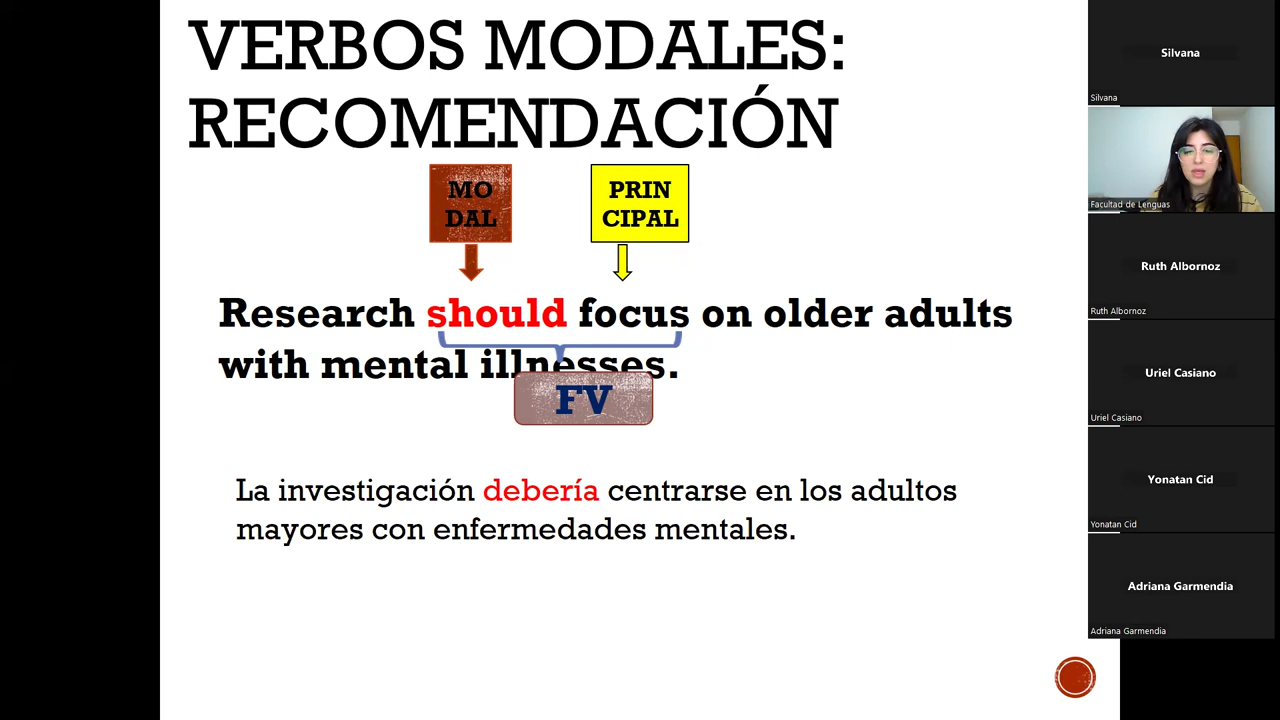 VERBOS MODALES:
RECOMENDACIÓN
MO
DAL
PRIN
CIPAL
Research should focus on older adults
with mental illnesses.
FV
La investigación debería centrarse en los adultos
mayores con enfermedades mentales.
Silvana
Silvana
Facultad de Lenguas
Ruth Albornoz
Ruth Albornoz
Uriel Casiano
Uriel Casiano
Yonatan Cid
Yonatan Cid
Adriana Garmendia
Adriana Garmendia